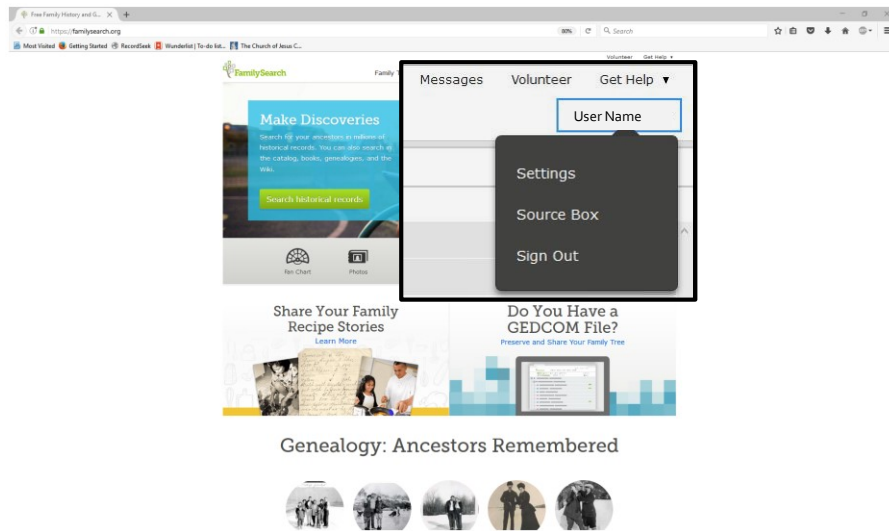 Free Family History and G...
https://familysearch.org
80%
Search
Most Visited Getting Started RecordSeek Wunderlist | To-do list... The Church of Jesus C...
Volunteer Get Help
FamilySearch
Family T
Messages Volunteer Get Help ▼
User Name
Settings
Source Box
Sign Out
Make Discoveries
Search for your ancestors in millions of
historical records. You can also search in
the catalog, books, genealogies, and the
Wiki.
Search historical records
Fan Chart Photos
Share Your Family
Recipe Stories
Learn More
Do You Have a
GEDCOM File?
Preserve and Share Your Family Tree
Genealogy: Ancestors Remembered